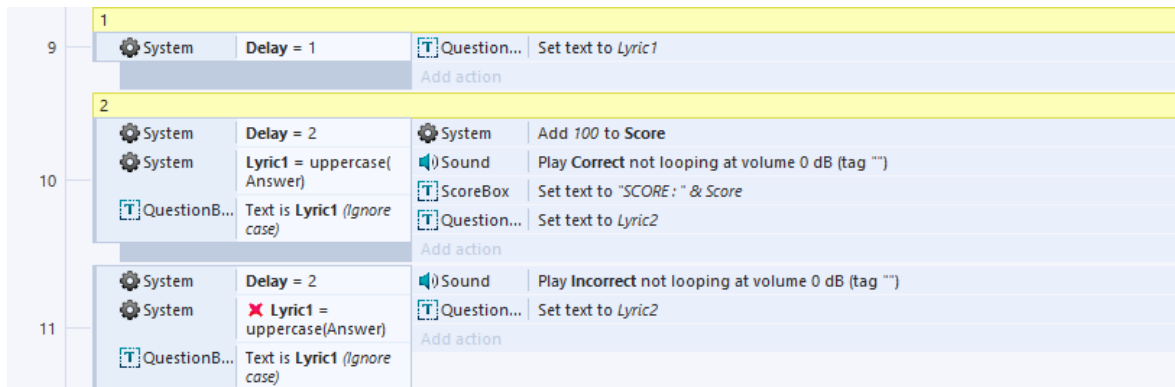 1
9 System Delay = 1 Question... Set text to Lyric1
Add action
2
10 System Delay = 2 System Add 100 to Score
System Lyric1 = uppercase( Sound Play Correct not looping at volume 0 dB (tag "")
Answer)
ScoreBox Set text to "SCORE: " & Score
QuestionB... Text is Lyric1 (Ignore Question... Set text to Lyric2
case)
Add action
11 System Delay = 2 Sound Play Incorrect not looping at volume 0 dB (tag "")
System Lyric1 = Question... Set text to Lyric2
uppercase(Answer)
Add action
QuestionB... Text is Lyric1 (Ignore
case)